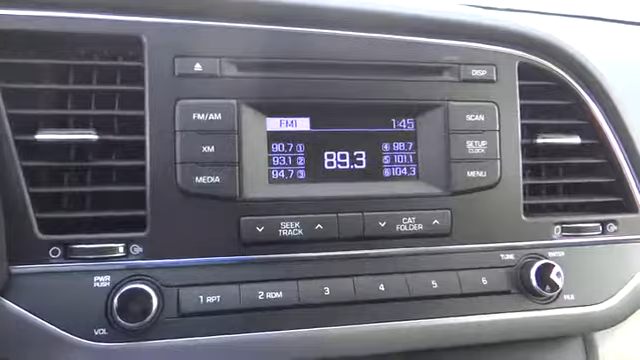 DISP
FM/AM
XM
MEDIA
FM1 1:45
90.7 1 4 98.7
93.1 2 89.3 5 101.1
94.7 3 6 104.3
SCAN
SETUP
CLOCK
MENU
SEEK
TRACK
CAT
FOLDER
PWR
PUSH
VOL
1 RPT
2 RDM
3
4
5
6
TUNE
ENTER
FILE